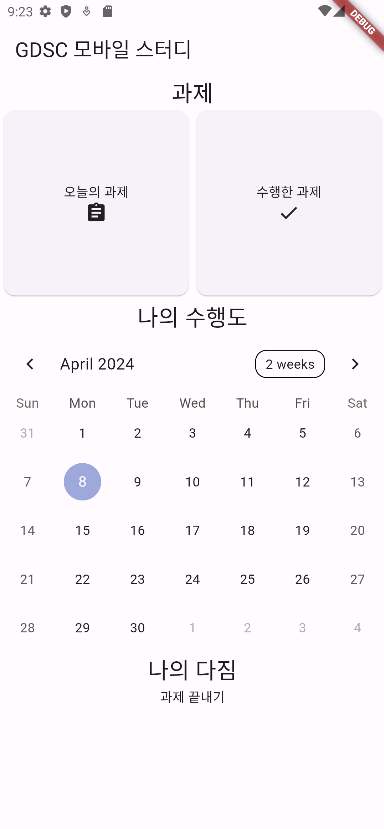 9:23
DEBUG
GDSC 모바일 스터디
과제
오늘의 과제 수행한 과제
나의 수행도
April 2024 2 weeks
Sun Mon Tue Wed Thu Fri Sat
31 1 2 3 4 5 6
7 8 9 10 11 12 13
14 15 16 17 18 19 20
21 22 23 24 25 26 27
28 29 30 1 2 3 4
나의 다짐
과제 끝내기